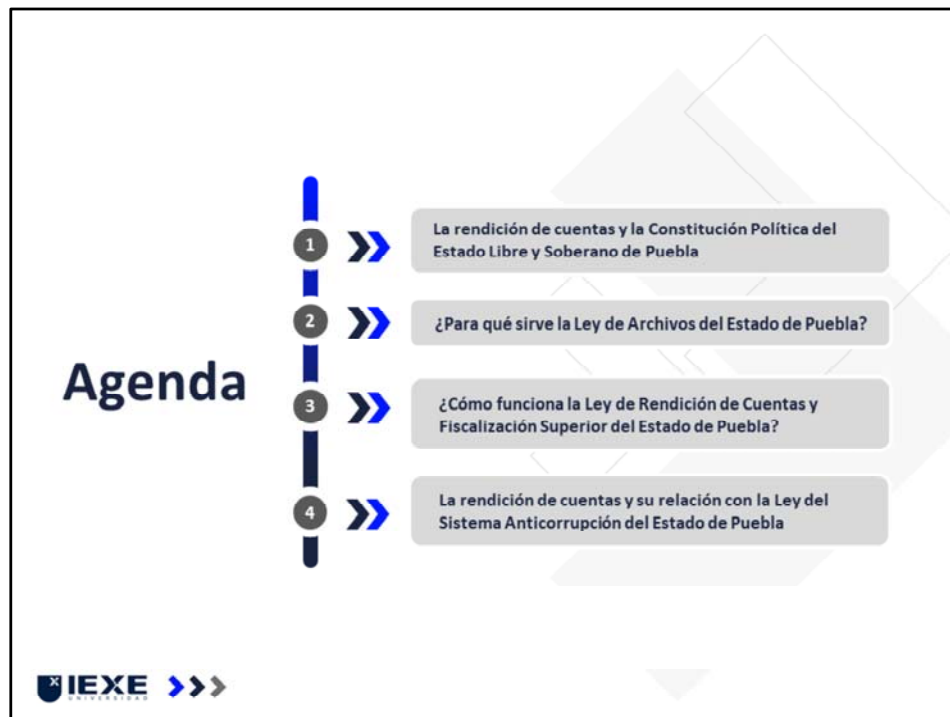 Agenda
1
La rendición de cuentas y la Constitución Política del
Estado Libre y Soberano de Puebla
2
¿Para qué sirve la Ley de Archivos del Estado de Puebla?
3
¿Cómo funciona la Ley de Rendición de Cuentas y
Fiscalización Superior del Estado de Puebla?
4
La rendición de cuentas y su relación con la Ley del
Sistema Anticorrupción del Estado de Puebla
IEXE
UNIVERSIDAD